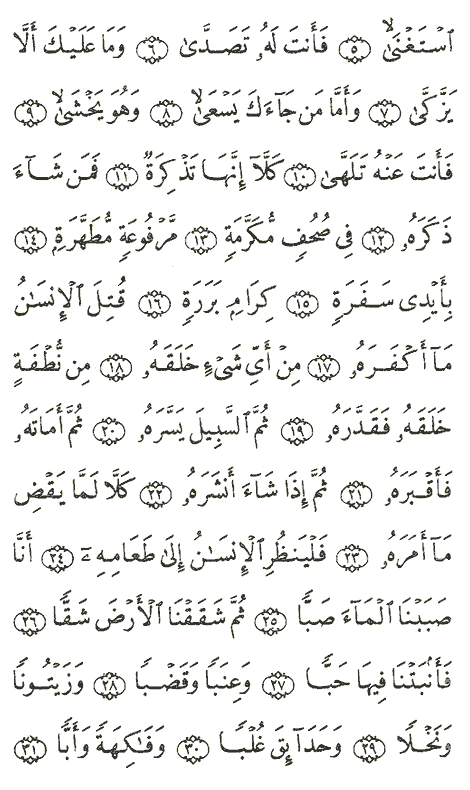 ٱسۡتَغۡنَىٰ ٥ فَأَنتَ لَهُۥ تَصَدَّىٰ ٦ وَمَا عَلَيۡكَ أَلَّا
يَزَّكَّىٰ ٧ وَأَمَّا مَن جَآءَكَ يَسۡعَىٰ ٨ وَهُوَ يَخۡشَىٰ ٩
فَأَنتَ عَنۡهُ تَلَهَّىٰ ١٠ كَلَّآ إِنَّهَا تَذۡكِرَةٌ ١١ فَمَن شَآءَ
ذَكَرَهُۥ ١٢ فِي صُحُفٍ مُّكَرَّمَةٍ ١٣ مَّرۡفُوعَةٍ مُّطَهَّرَةِۭ ١٤
بِأَيۡدِي سَفَرَةٍ ١٥ كِرَامِۭ بَرَرَةٍ ١٦ قُتِلَ ٱلۡإِنسَٰنُ
مَآ أَكۡفَرَهُۥ ١٧ مِنۡ أَيِّ شَيۡءٍ خَلَقَهُۥ ١٨ مِن نُّطۡفَةٍ
خَلَقَهُۥ فَقَدَّرَهُۥ ١٩ ثُمَّ ٱلسَّبِيلَ يَسَّرَهُۥ ٢٠ ثُمَّ أَمَاتَهُۥ
فَأَقۡبَرَهُۥ ٢١ ثُمَّ إِذَا شَآءَ أَنشَرَهُۥ ٢٢ كَلَّا لَمَّا يَقۡضِ
مَآ أَمَرَهُۥ ٢٣ فَلۡيَنظُرِ ٱلۡإِنسَٰنُ إِلَىٰ طَعَامِهِۦٓ ٢٤ أَنَّا
صَبَبۡنَا ٱلۡمَآءَ صَبًّا ٢٥ ثُمَّ شَقَقۡنَا ٱلۡأَرۡضَ شَقًّا ٢٦
فَأَنۢبَتۡنَا فِيهَا حَبًّا ٢٧ وَعِنَبًا وَقَضۡبًا ٢٨ وَزَيۡتُونًا
وَنَخۡلًا ٢٩ وَحَدَآئِقَ غُلۡبًا ٣٠ وَفَٰكِهَةً وَأَبًّا ٣١